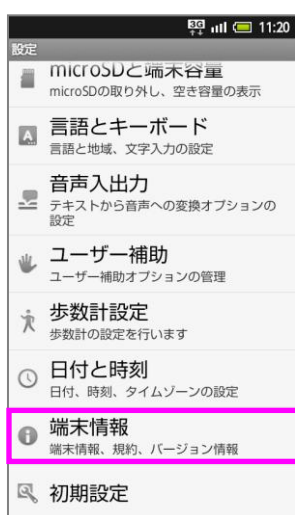 3G 11:20
設定
microSDと端末容量
microSDの取り外し、空き容量の表示
言語とキーボード
言語と地域、文字入力の設定
音声入出力
テキストから音声への変換オプションの
設定
ユーザー補助
ユーザー補助オプションの管理
歩数計設定
歩数計の設定を行います
日付と時刻
日付、時刻、タイムゾーンの設定
端末情報
端末情報、規約、バージョン情報
初期設定